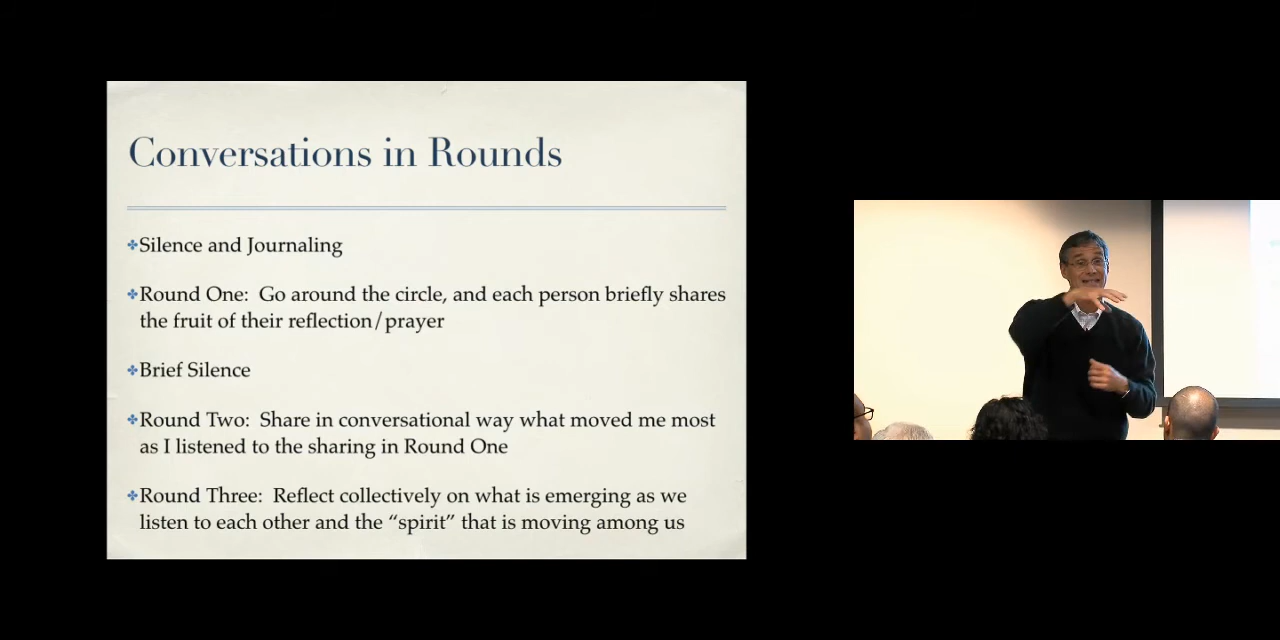 Conversations in Rounds
Silence and Journaling
Round One:  Go around the circle, and each person briefly shares
the fruit of their reflection/prayer
Brief Silence
Round Two:  Share in conversational way what moved me most
as I listened to the sharing in Round One
Round Three:  Reflect collectively on what is emerging as we
listen to each other and the “spirit” that is moving among us